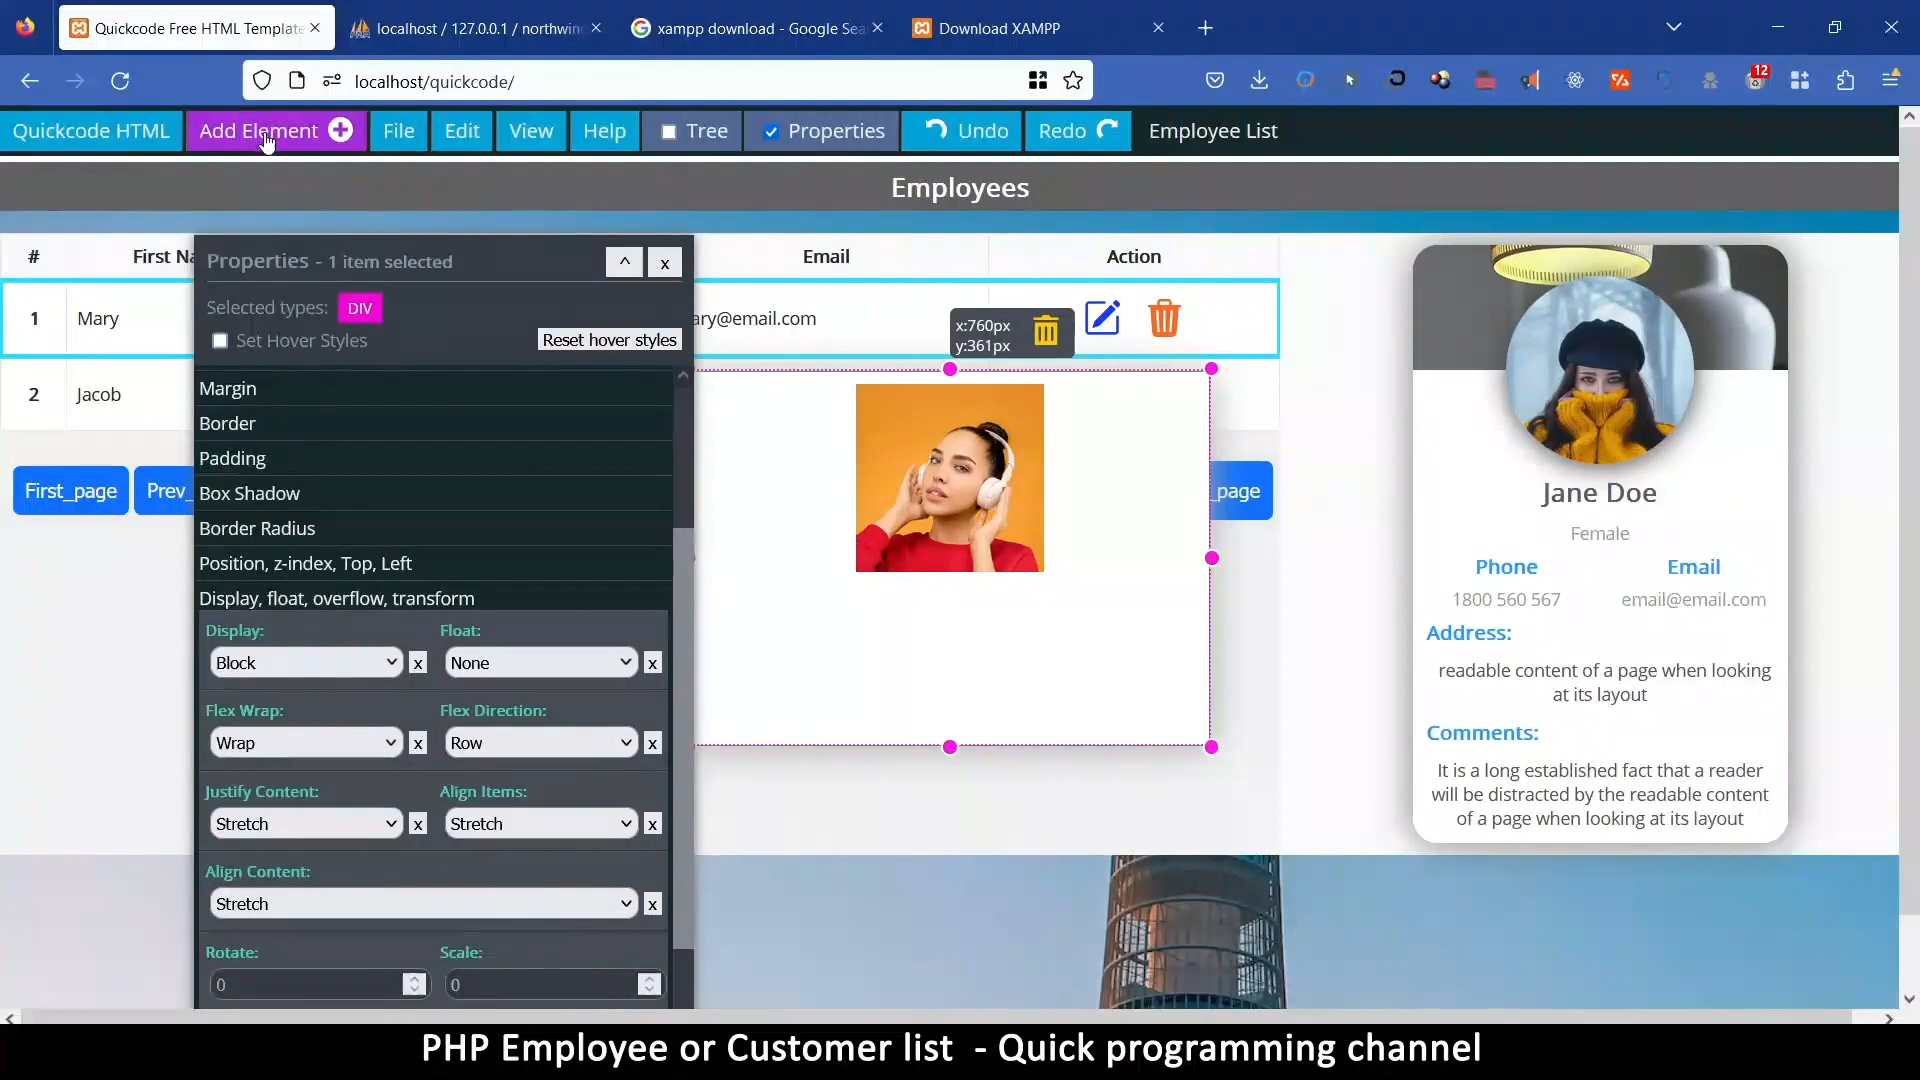 Quickcode Free HTML Template
localhost / 127.0.0.1 / northwin
xampp download - Google Sea
Download XAMPP
localhost/quickcode/
12
Quickcode HTML
Add Element
File
Edit
View
Help
Tree
Properties
Undo
Redo
Employee List
Employees
# First Na Email Action
1 Mary ary@email.com
2 Jacob
First_page
Prev_
_page
x:760px
y:361px
Properties - 1 item selected
^
x
Selected types: DIV
Set Hover Styles
Reset hover styles
Margin
Border
Padding
Box Shadow
Border Radius
Position, z-index, Top, Left
Display, float, overflow, transform
Display: Float:
Block x None x
Flex Wrap: Flex Direction:
Wrap x Row x
Justify Content: Align Items:
Stretch x Stretch x
Align Content:
Stretch x
Rotate: Scale:
0 0
Jane Doe
Female
Phone Email
1800 560 567 email@email.com
Address:
readable content of a page when looking
at its layout
Comments:
It is a long established fact that a reader
will be distracted by the readable content
of a page when looking at its layout
PHP Employee or Customer list - Quick programming channel